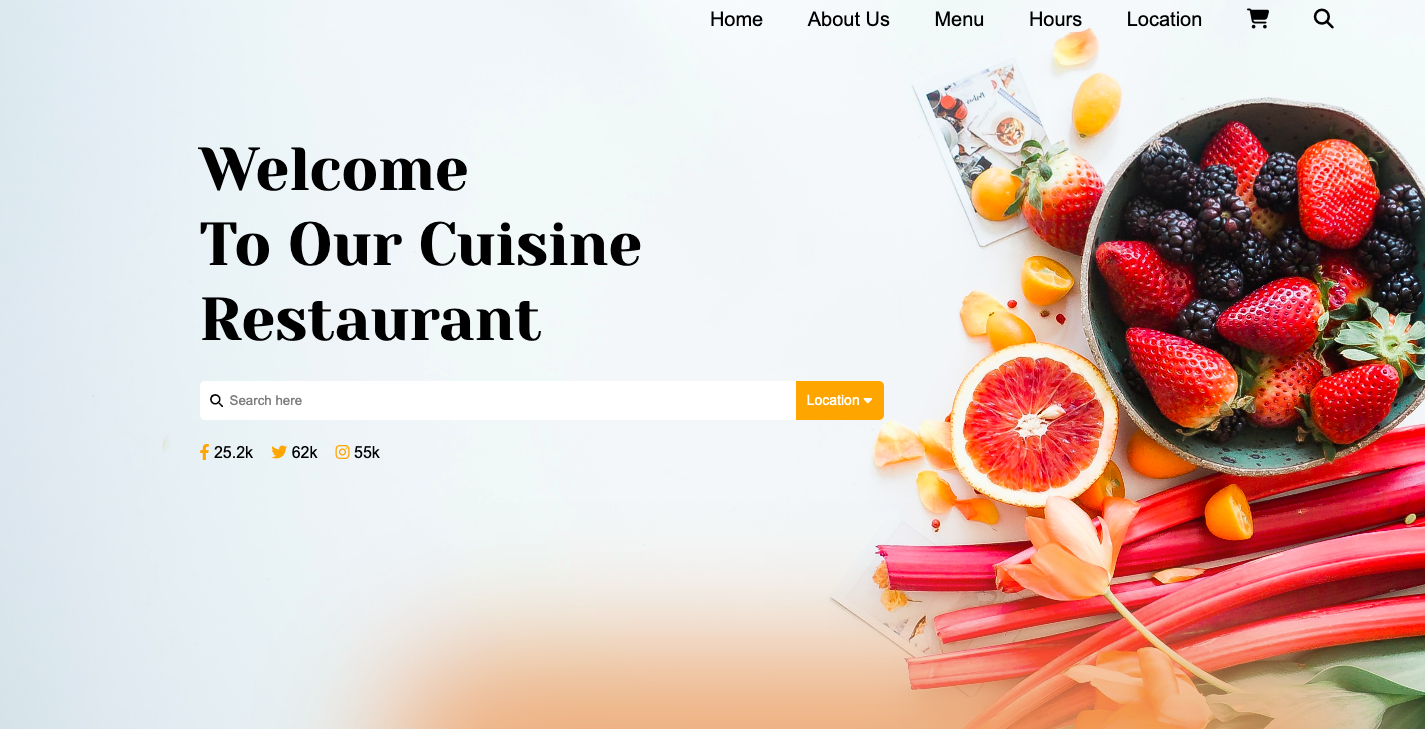 Home About Us Menu Hours Location
Welcome
To Our Cuisine
Restaurant
Search here Location
25.2k 62k 55k